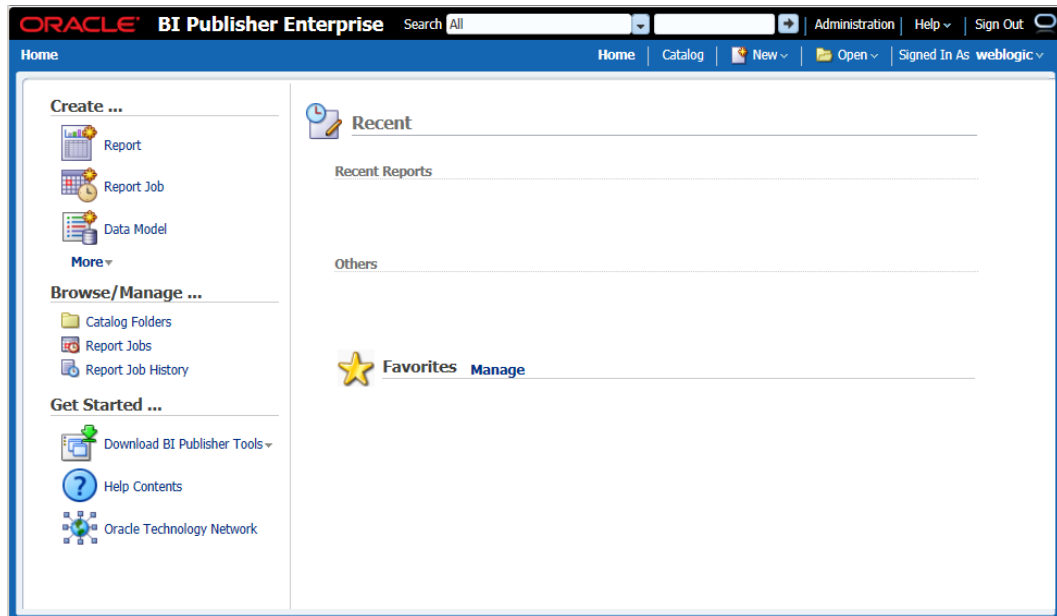 ORACLE BI Publisher Enterprise Search All Administration Help Sign Out
Home Home Catalog New Open Signed In As weblogic
Create ...
Report
Report Job
Data Model
More
Browse/Manage ...
Catalog Folders
Report Jobs
Report Job History
Get Started ...
Download BI Publisher Tools
Help Contents
Oracle Technology Network
Recent
Recent Reports
Others
Favorites Manage